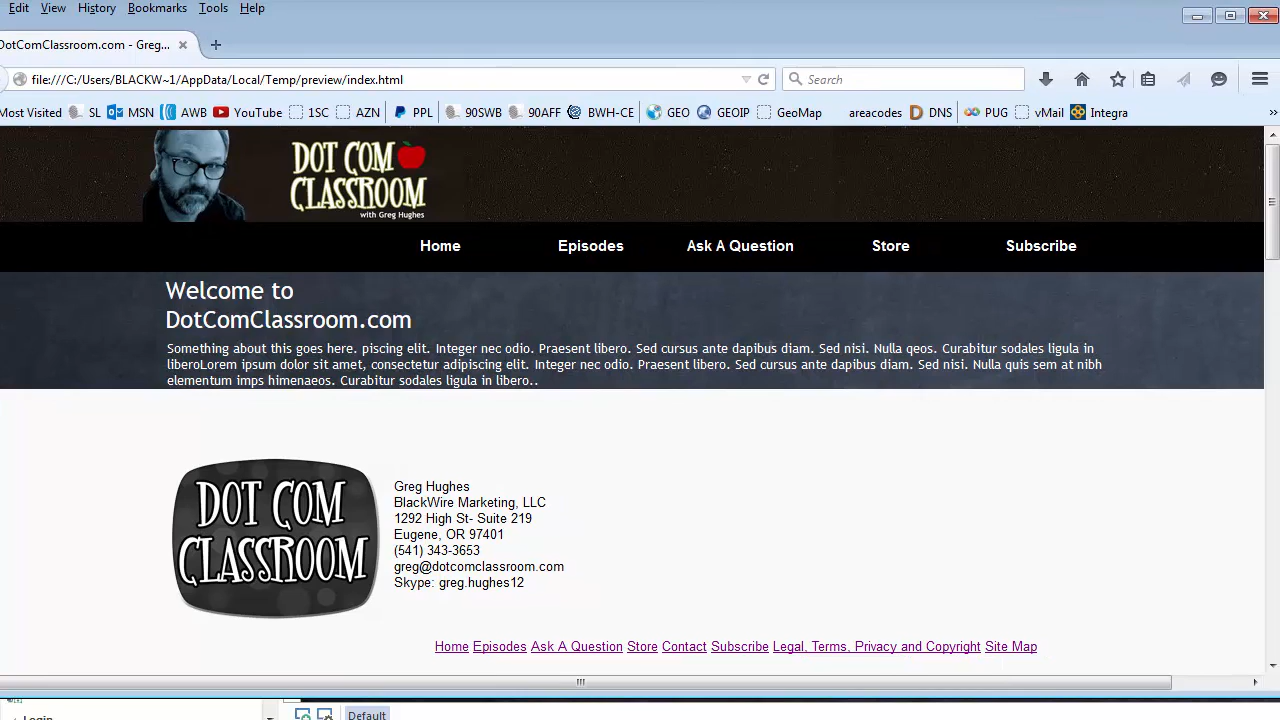 Edit View History Bookmarks Tools Help
DotComClassroom.com - Greg...
file:///C:/Users/BLACKW~1/AppData/Local/Temp/preview/index.html
Search
Most Visited SL MSN AWB YouTube 1SC AZN PPL 90SWB 90AFF BWH-CE GEO GEOIP GeoMap areacodes DNS PUG vMail Integra
DOT COM
CLASSROOM
with Greg Hughes
Home Episodes Ask A Question Store Subscribe
Welcome to
DotComClassroom.com
Something about this goes here. piscing elit. Integer nec odio. Praesent libero. Sed cursus ante dapibus diam. Sed nisi. Nulla qeos. Curabitur sodales ligula in
liberoLorem ipsum dolor sit amet, consectetur adipiscing elit. Integer nec odio. Praesent libero. Sed cursus ante dapibus diam. Sed nisi. Nulla quis sem at nibh
elementum imps himenaeos. Curabitur sodales ligula in libero..
DOT COM
CLASSROOM
Greg Hughes
BlackWire Marketing, LLC
1292 High St- Suite 219
Eugene, OR 97401
(541) 343-3653
greg@dotcomclassroom.com
Skype: greg.hughes12
Home Episodes Ask A Question Store Contact Subscribe Legal, Terms, Privacy and Copyright Site Map
Login
Default